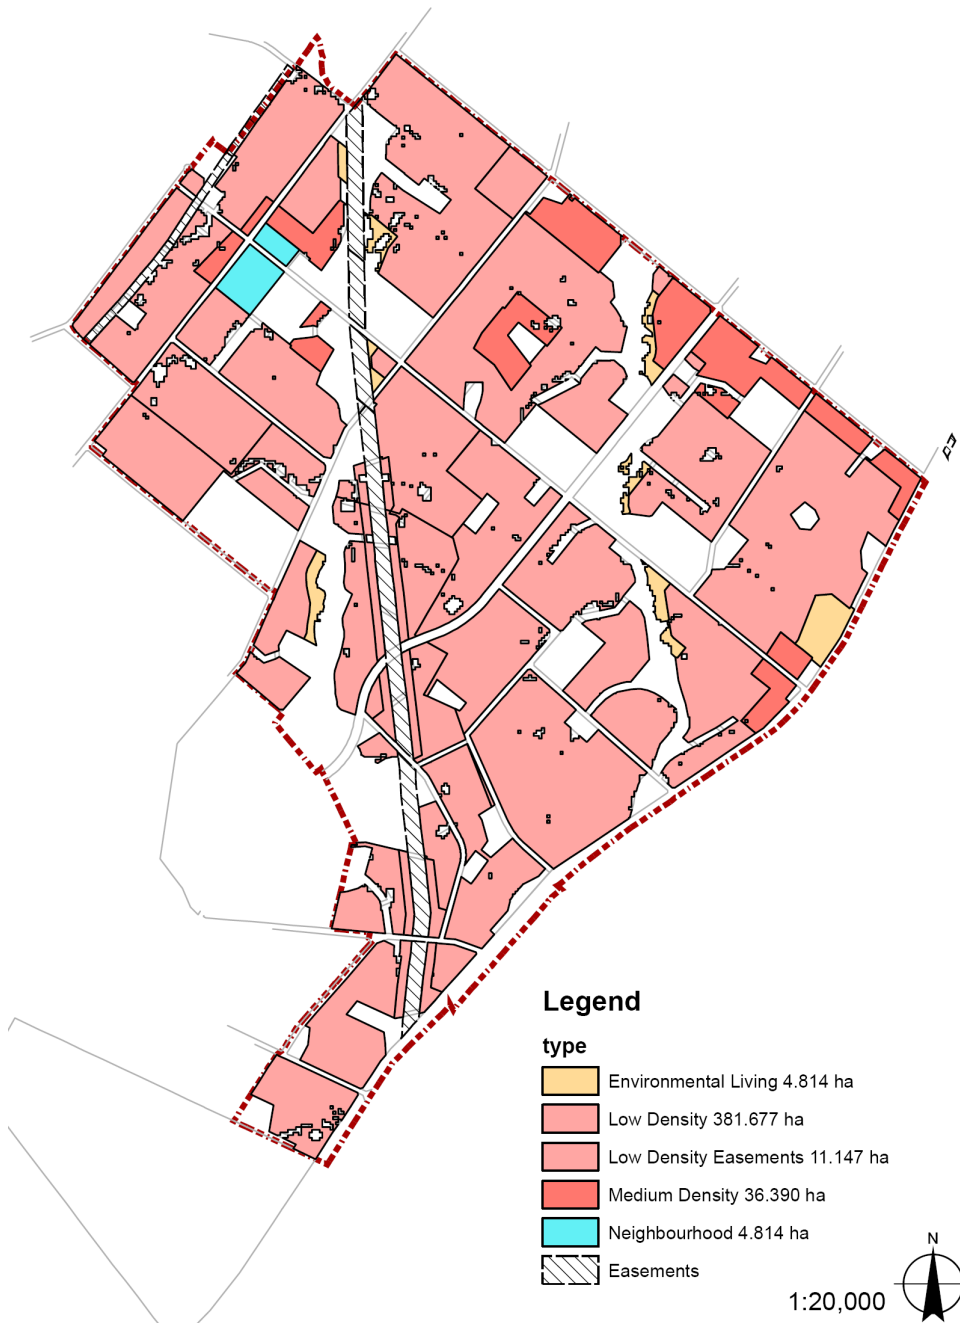 Legend
type
Environmental Living 4.814 ha
Low Density 381.677 ha
Low Density Easements 11.147 ha
Medium Density 36.390 ha
Neighbourhood 4.814 ha
Easements
N
1:20,000